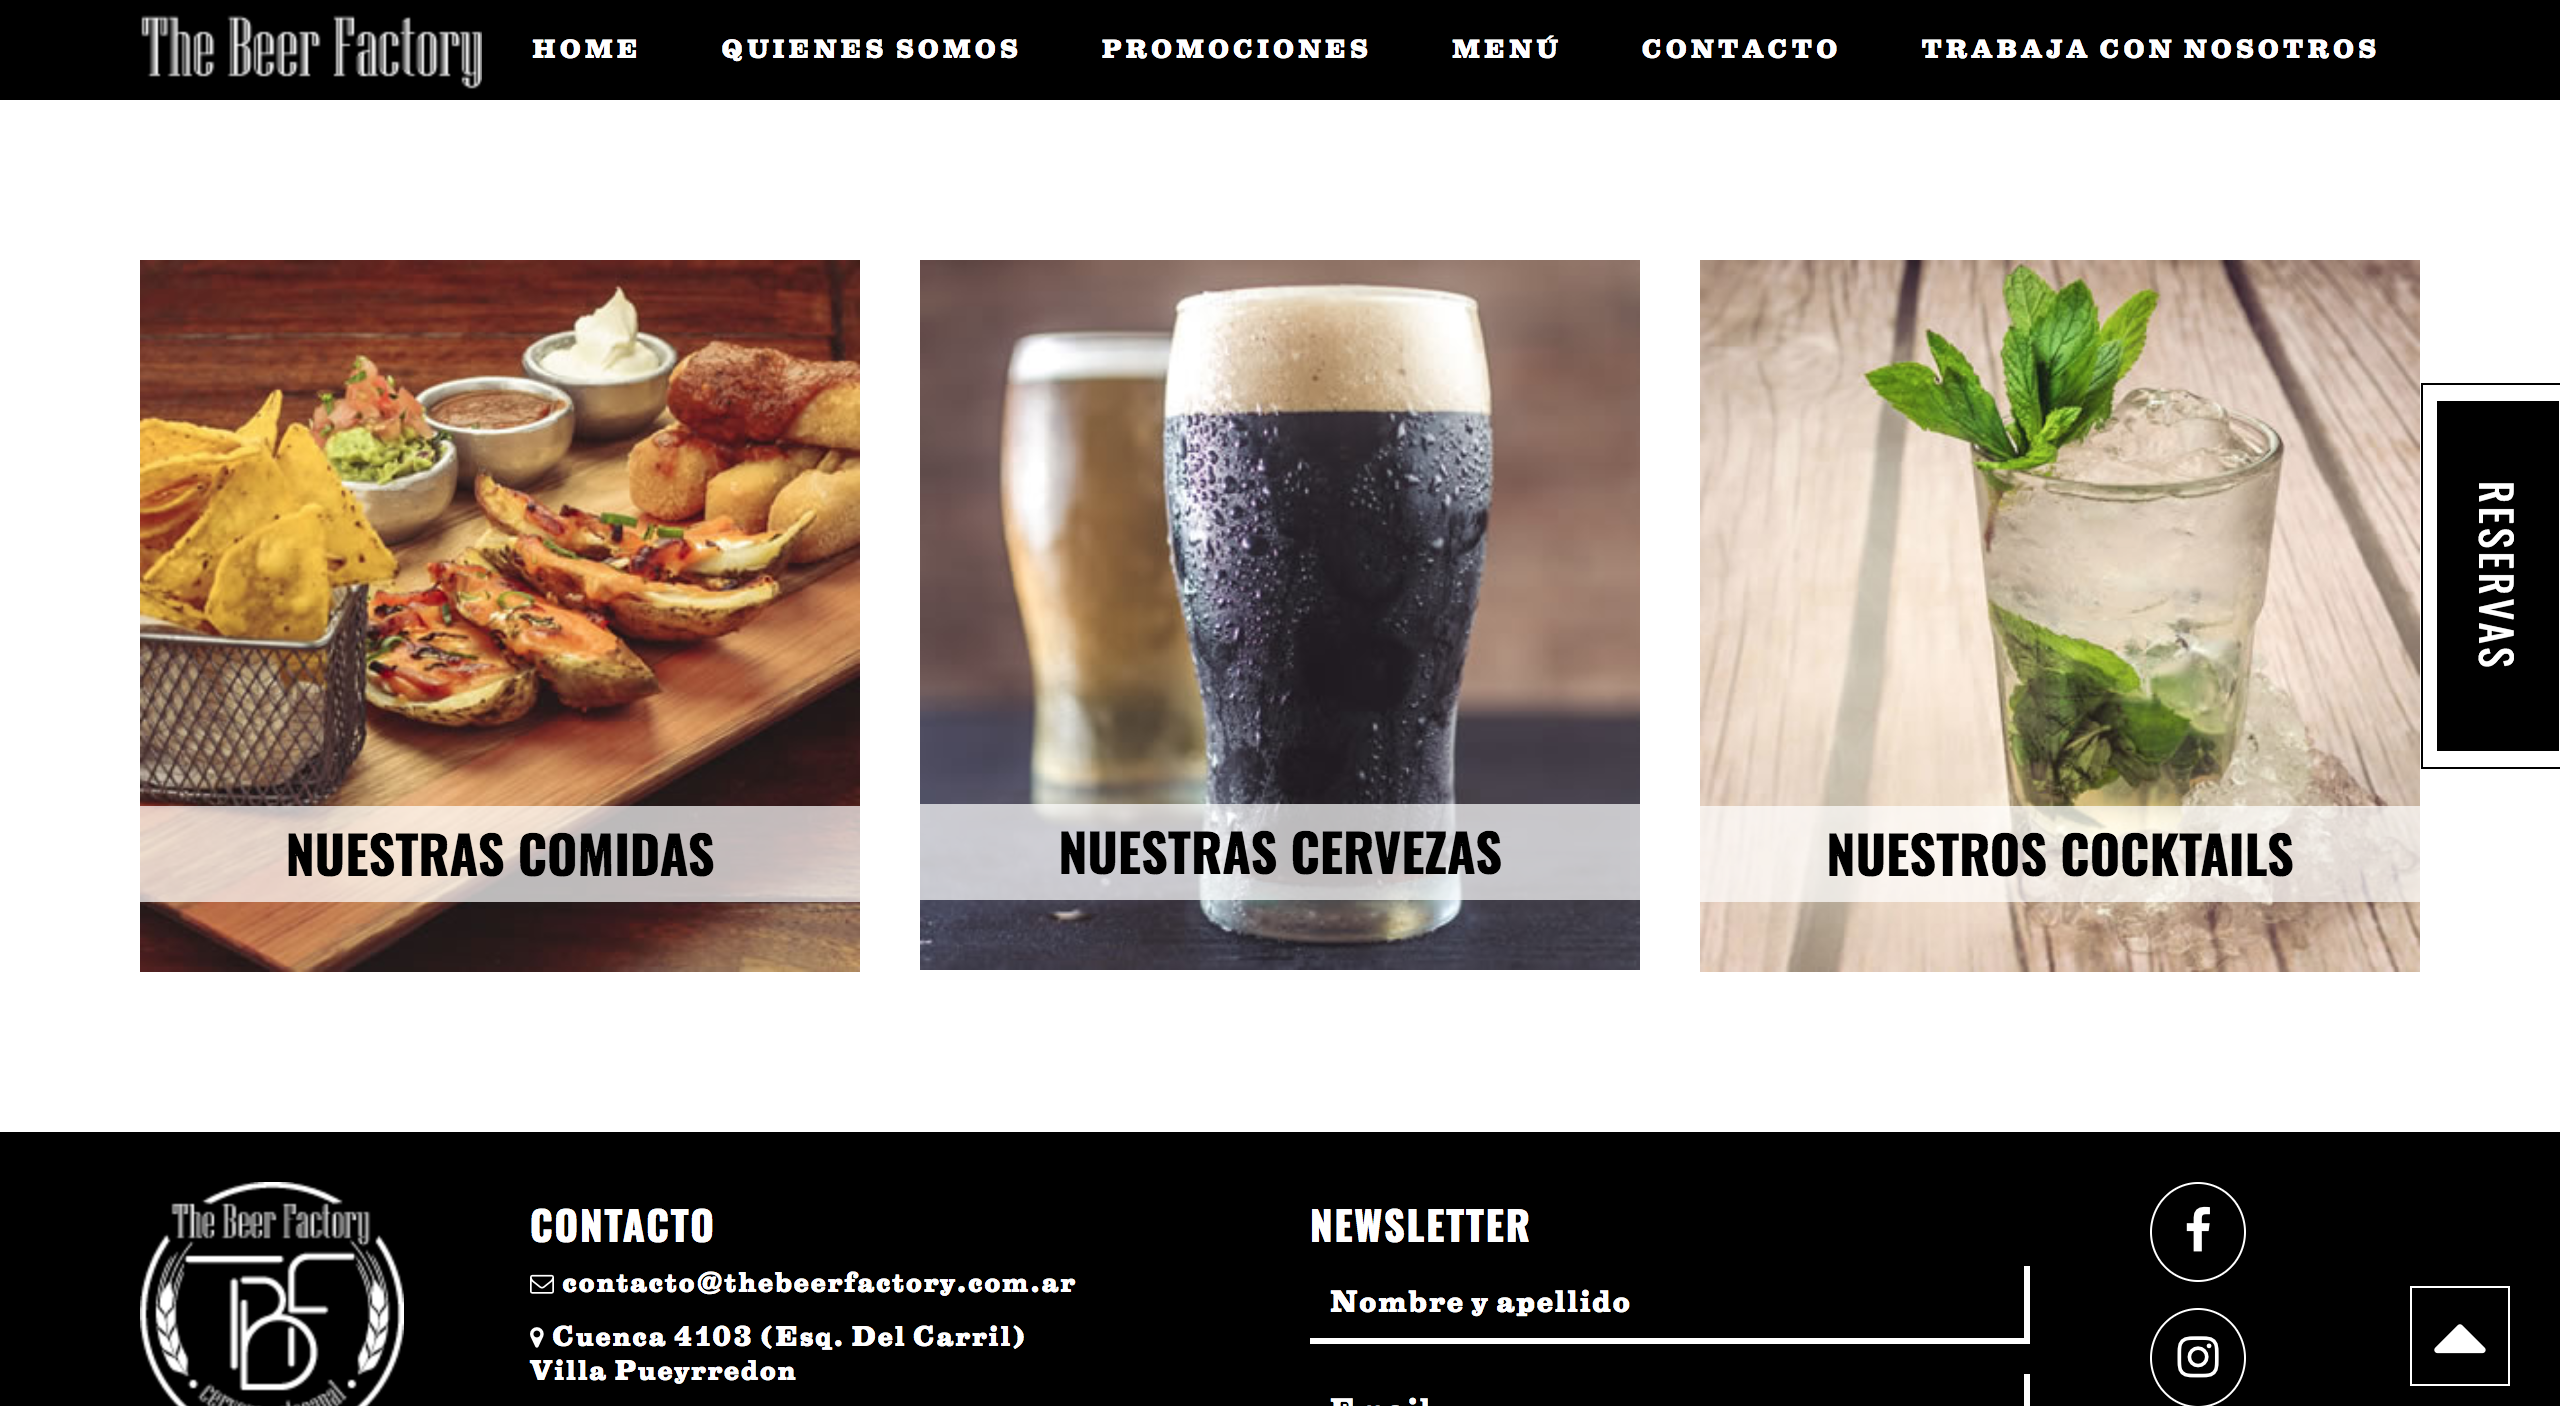 The Beer Factory
HOME
QUIENES SOMOS
PROMOCIONES
MENÚ
CONTACTO
TRABAJA CON NOSOTROS
NUESTRAS COMIDAS
NUESTRAS CERVEZAS
NUESTROS COCKTAILS
RESERVAS
The Beer Factory
TBF
CONTACTO
contacto@thebeerfactory.com.ar
Cuenca 4103 (Esq. Del Carril)
Villa Pueyrredon
NEWSLETTER
Nombre y apellido
Email